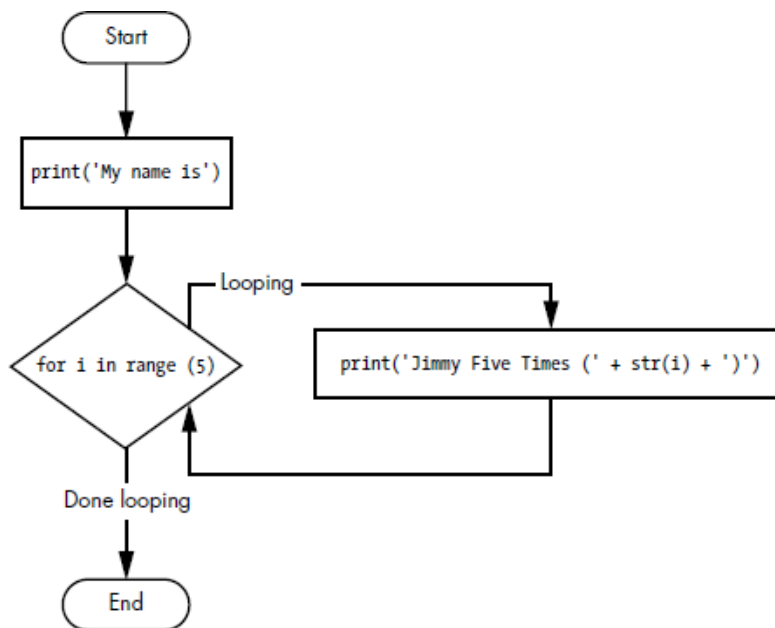 Start
print('My name is')
Looping
for i in range (5)
print('Jimmy Five Times (' + str(i) + ')')
Done looping
End